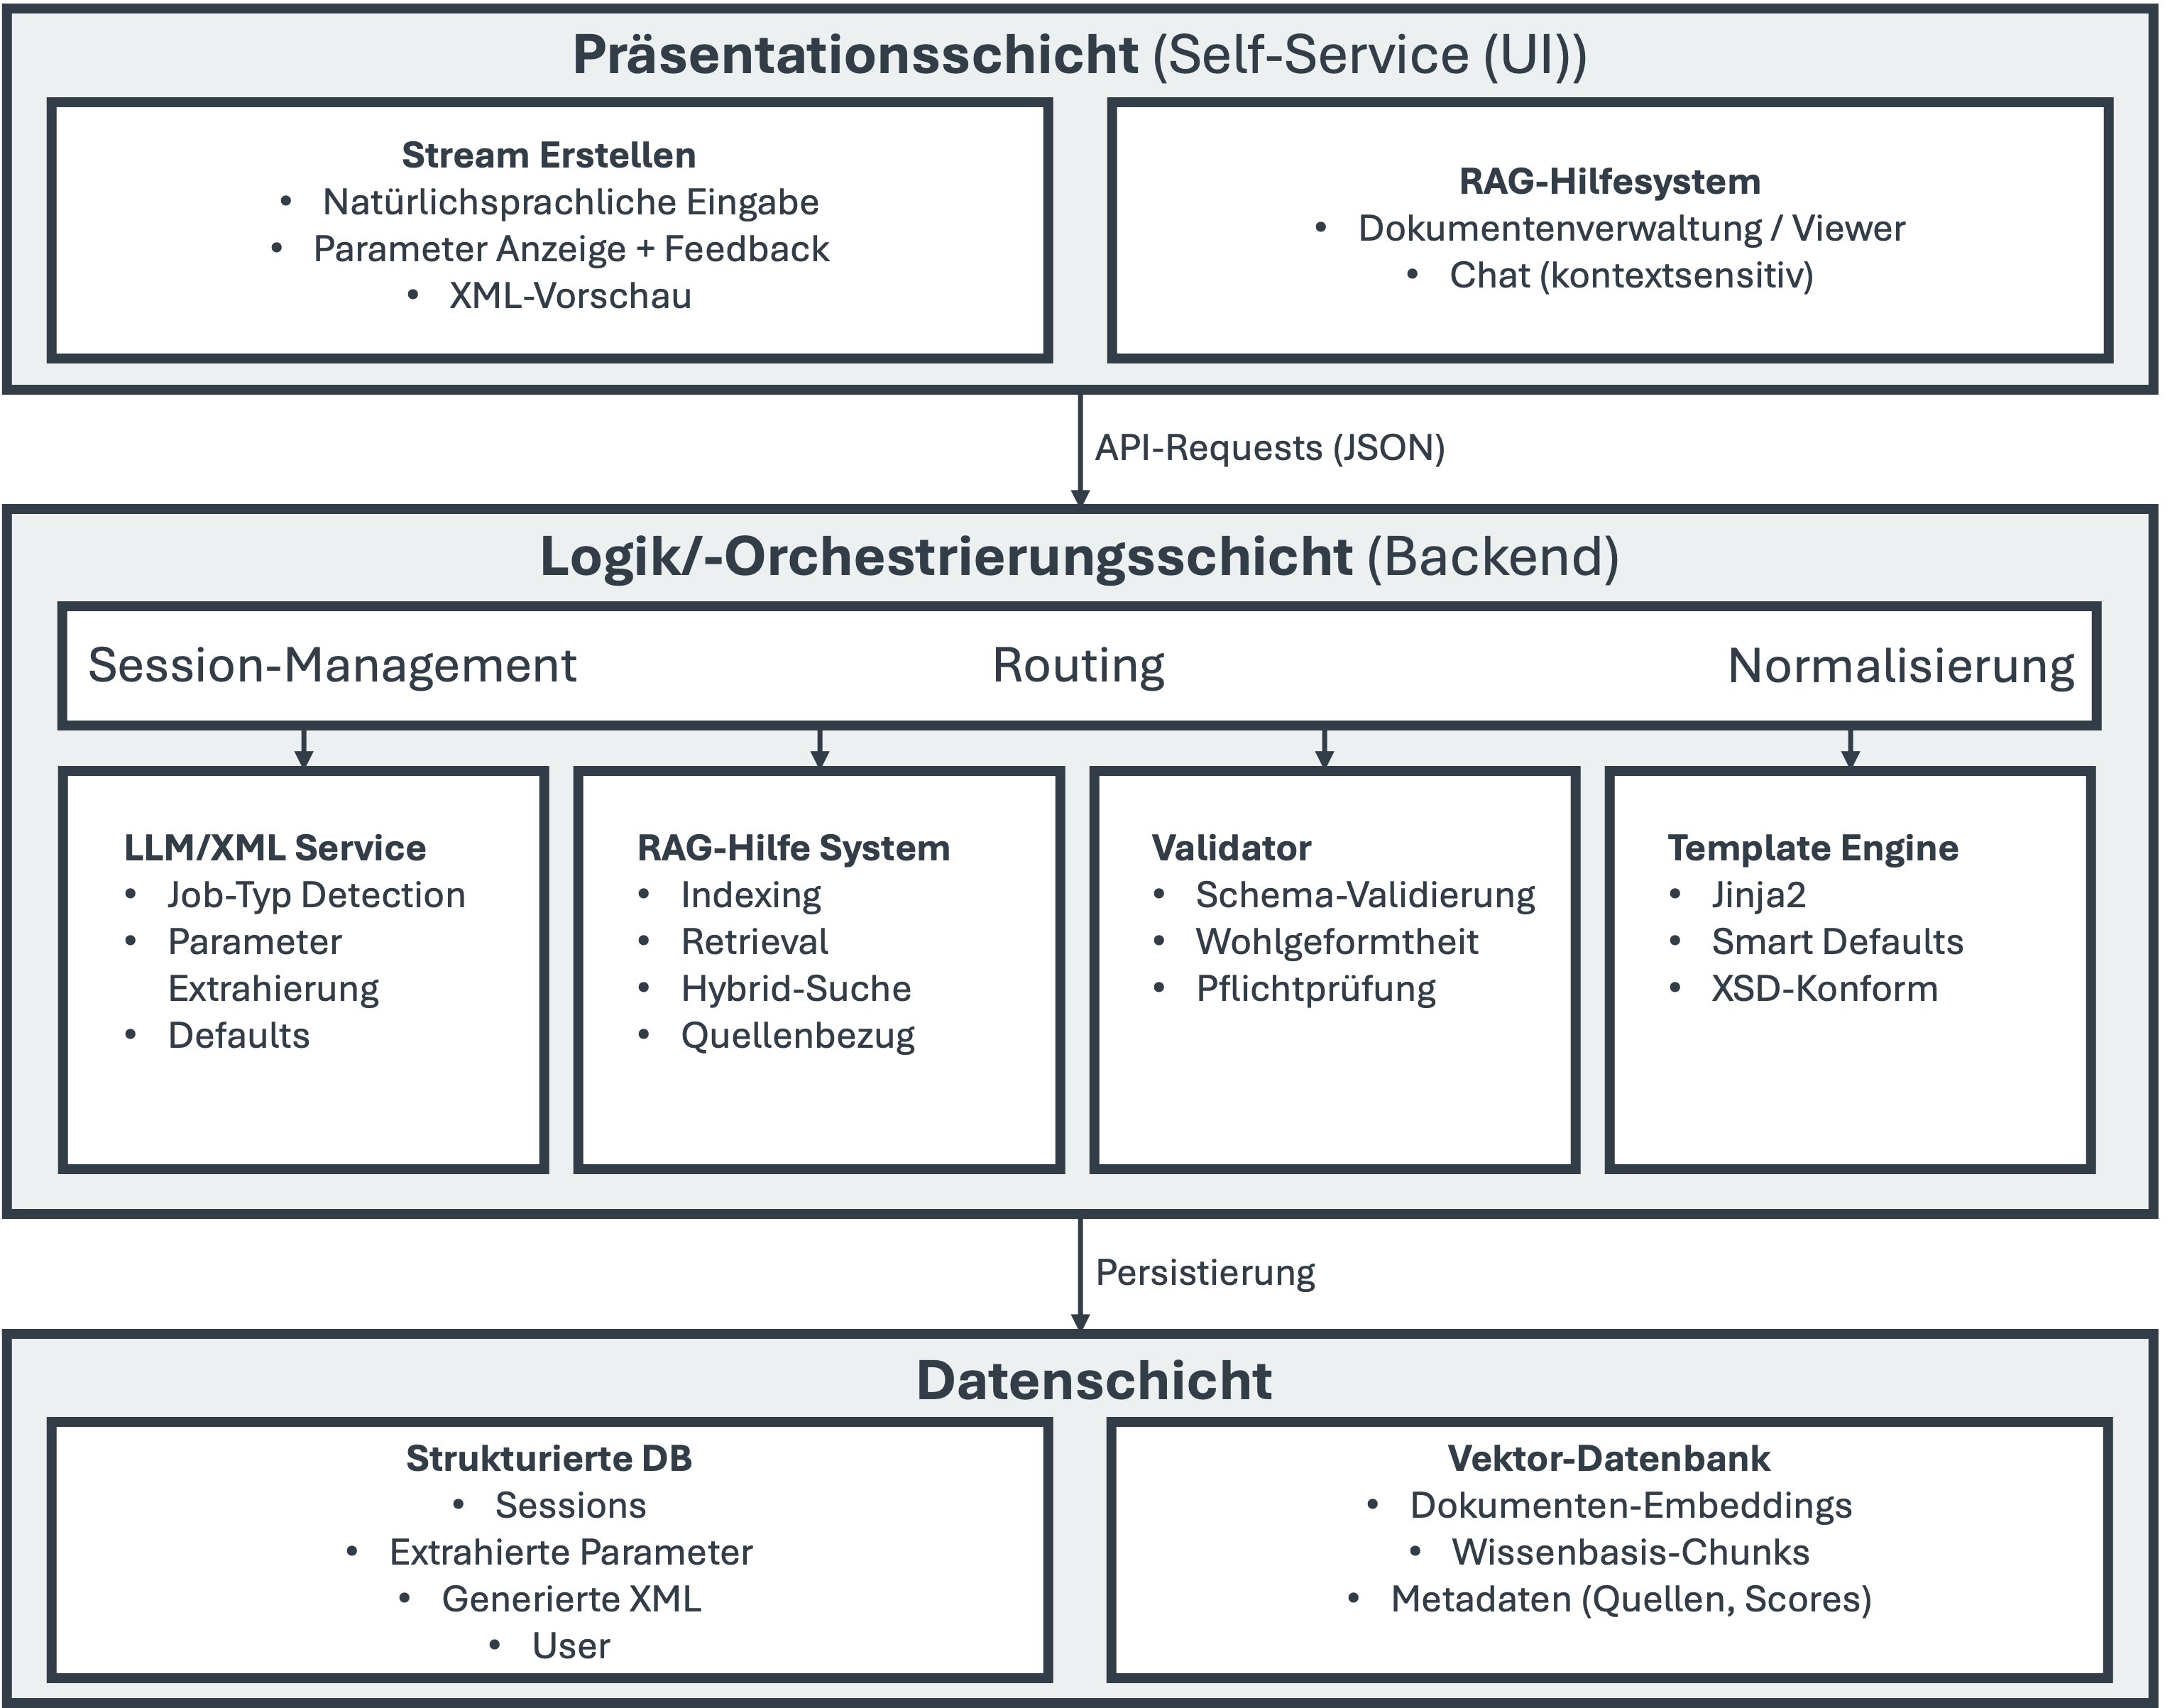 Präsentationsschicht (Self-Service (UI))
Stream Erstellen
• Natürlichsprachliche Eingabe
• Parameter Anzeige + Feedback
• XML-Vorschau
RAG-Hilfesystem
• Dokumentenverwaltung / Viewer
• Chat (kontextsensitiv)
API-Requests (JSON)
Logik/-Orchestrierungsschicht (Backend)
Session-Management Routing Normalisierung
LLM/XML Service
• Job-Typ Detection
• Parameter
Extrahierung
• Defaults
RAG-Hilfe System
• Indexing
• Retrieval
• Hybrid-Suche
• Quellenbezug
Validator
• Schema-Validierung
• Wohlgeformtheit
• Pflichtprüfung
Template Engine
• Jinja2
• Smart Defaults
• XSD-Konform
Persistierung
Datenschicht
Strukturierte DB
• Sessions
• Extrahierte Parameter
• Generierte XML
• User
Vektor-Datenbank
• Dokumenten-Embeddings
• Wissenbasis-Chunks
• Metadaten (Quellen, Scores)